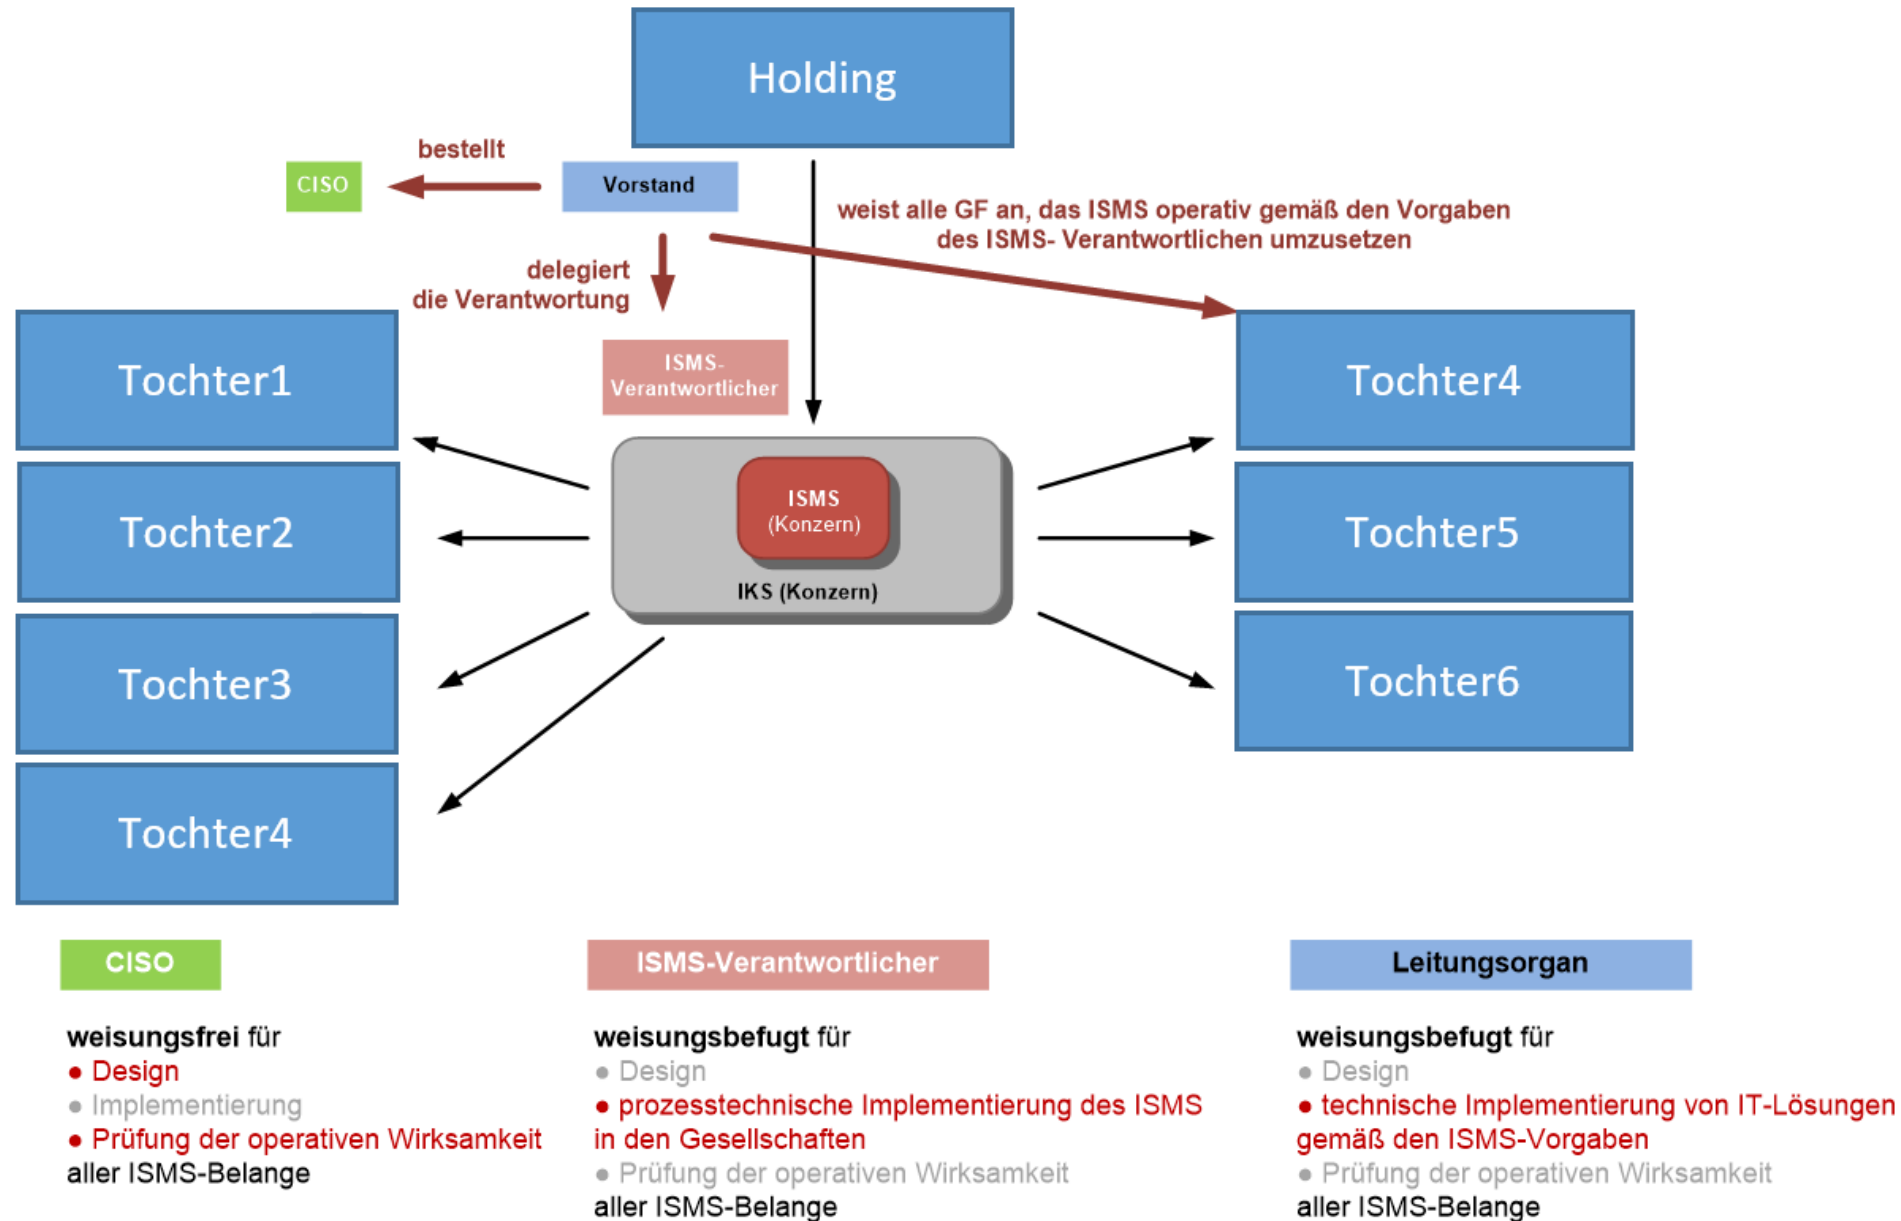 Holding
bestellt
CISO
Vorstand
weist alle GF an, das ISMS operativ gemäß den Vorgaben
des ISMS- Verantwortlichen umzusetzen
delegiert
die Verantwortung
ISMS-
Verantwortlicher
Tochter1
Tochter2
Tochter3
Tochter4
ISMS
(Konzern)
IKS (Konzern)
Tochter4
Tochter5
Tochter6
CISO
weisungsfrei für
● Design
● Implementierung
● Prüfung der operativen Wirksamkeit
aller ISMS-Belange
ISMS-Verantwortlicher
weisungsbefugt für
● Design
● prozesstechnische Implementierung des ISMS
in den Gesellschaften
● Prüfung der operativen Wirksamkeit
aller ISMS-Belange
Leitungsorgan
weisungsbefugt für
● Design
● technische Implementierung von IT-Lösungen
gemäß den ISMS-Vorgaben
● Prüfung der operativen Wirksamkeit
aller ISMS-Belange